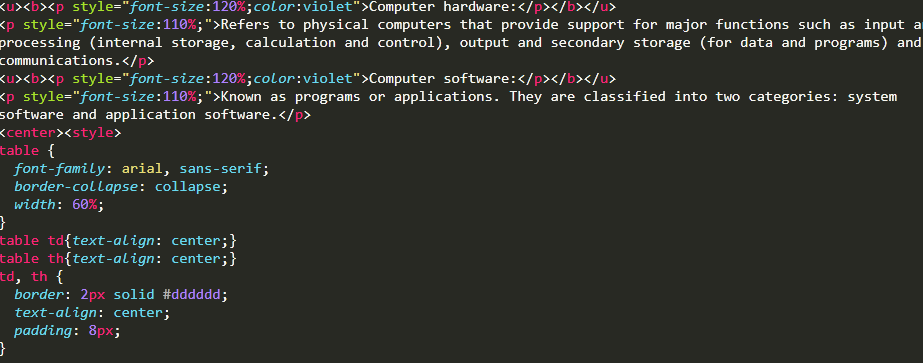 <u><b><p style="font-size:120%;color:violet">Computer hardware:</p></b></u>
<p style="font-size:110%;">Refers to physical computers that provide support for major functions such as input
processing (internal storage, calculation and control), output and secondary storage (for data and programs) and
communications.</p>
<u><b><p style="font-size:120%;color:violet">Computer software:</p></b></u>
<p style="font-size:110%;">Known as programs or applications. They are classified into two categories: system
software and application software.</p>
<center><style>
table {
  font-family: arial, sans-serif;
  border-collapse: collapse;
  width: 60%;
}
table td{text-align: center;}
table th{text-align: center;}
td, th {
  border: 2px solid #dddddd;
  text-align: center;
  padding: 8px;
}